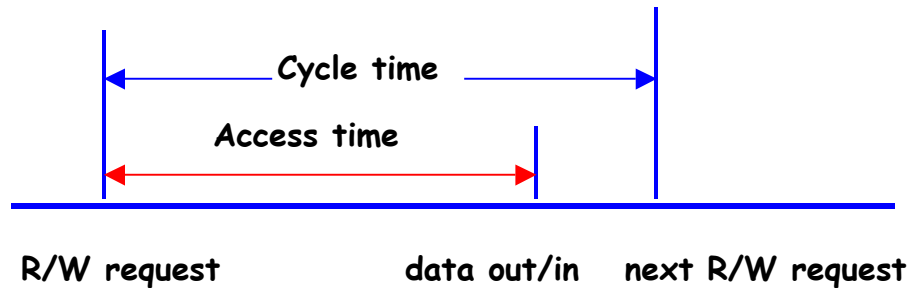 Cycle time
Access time
R/W request data out/in next R/W request